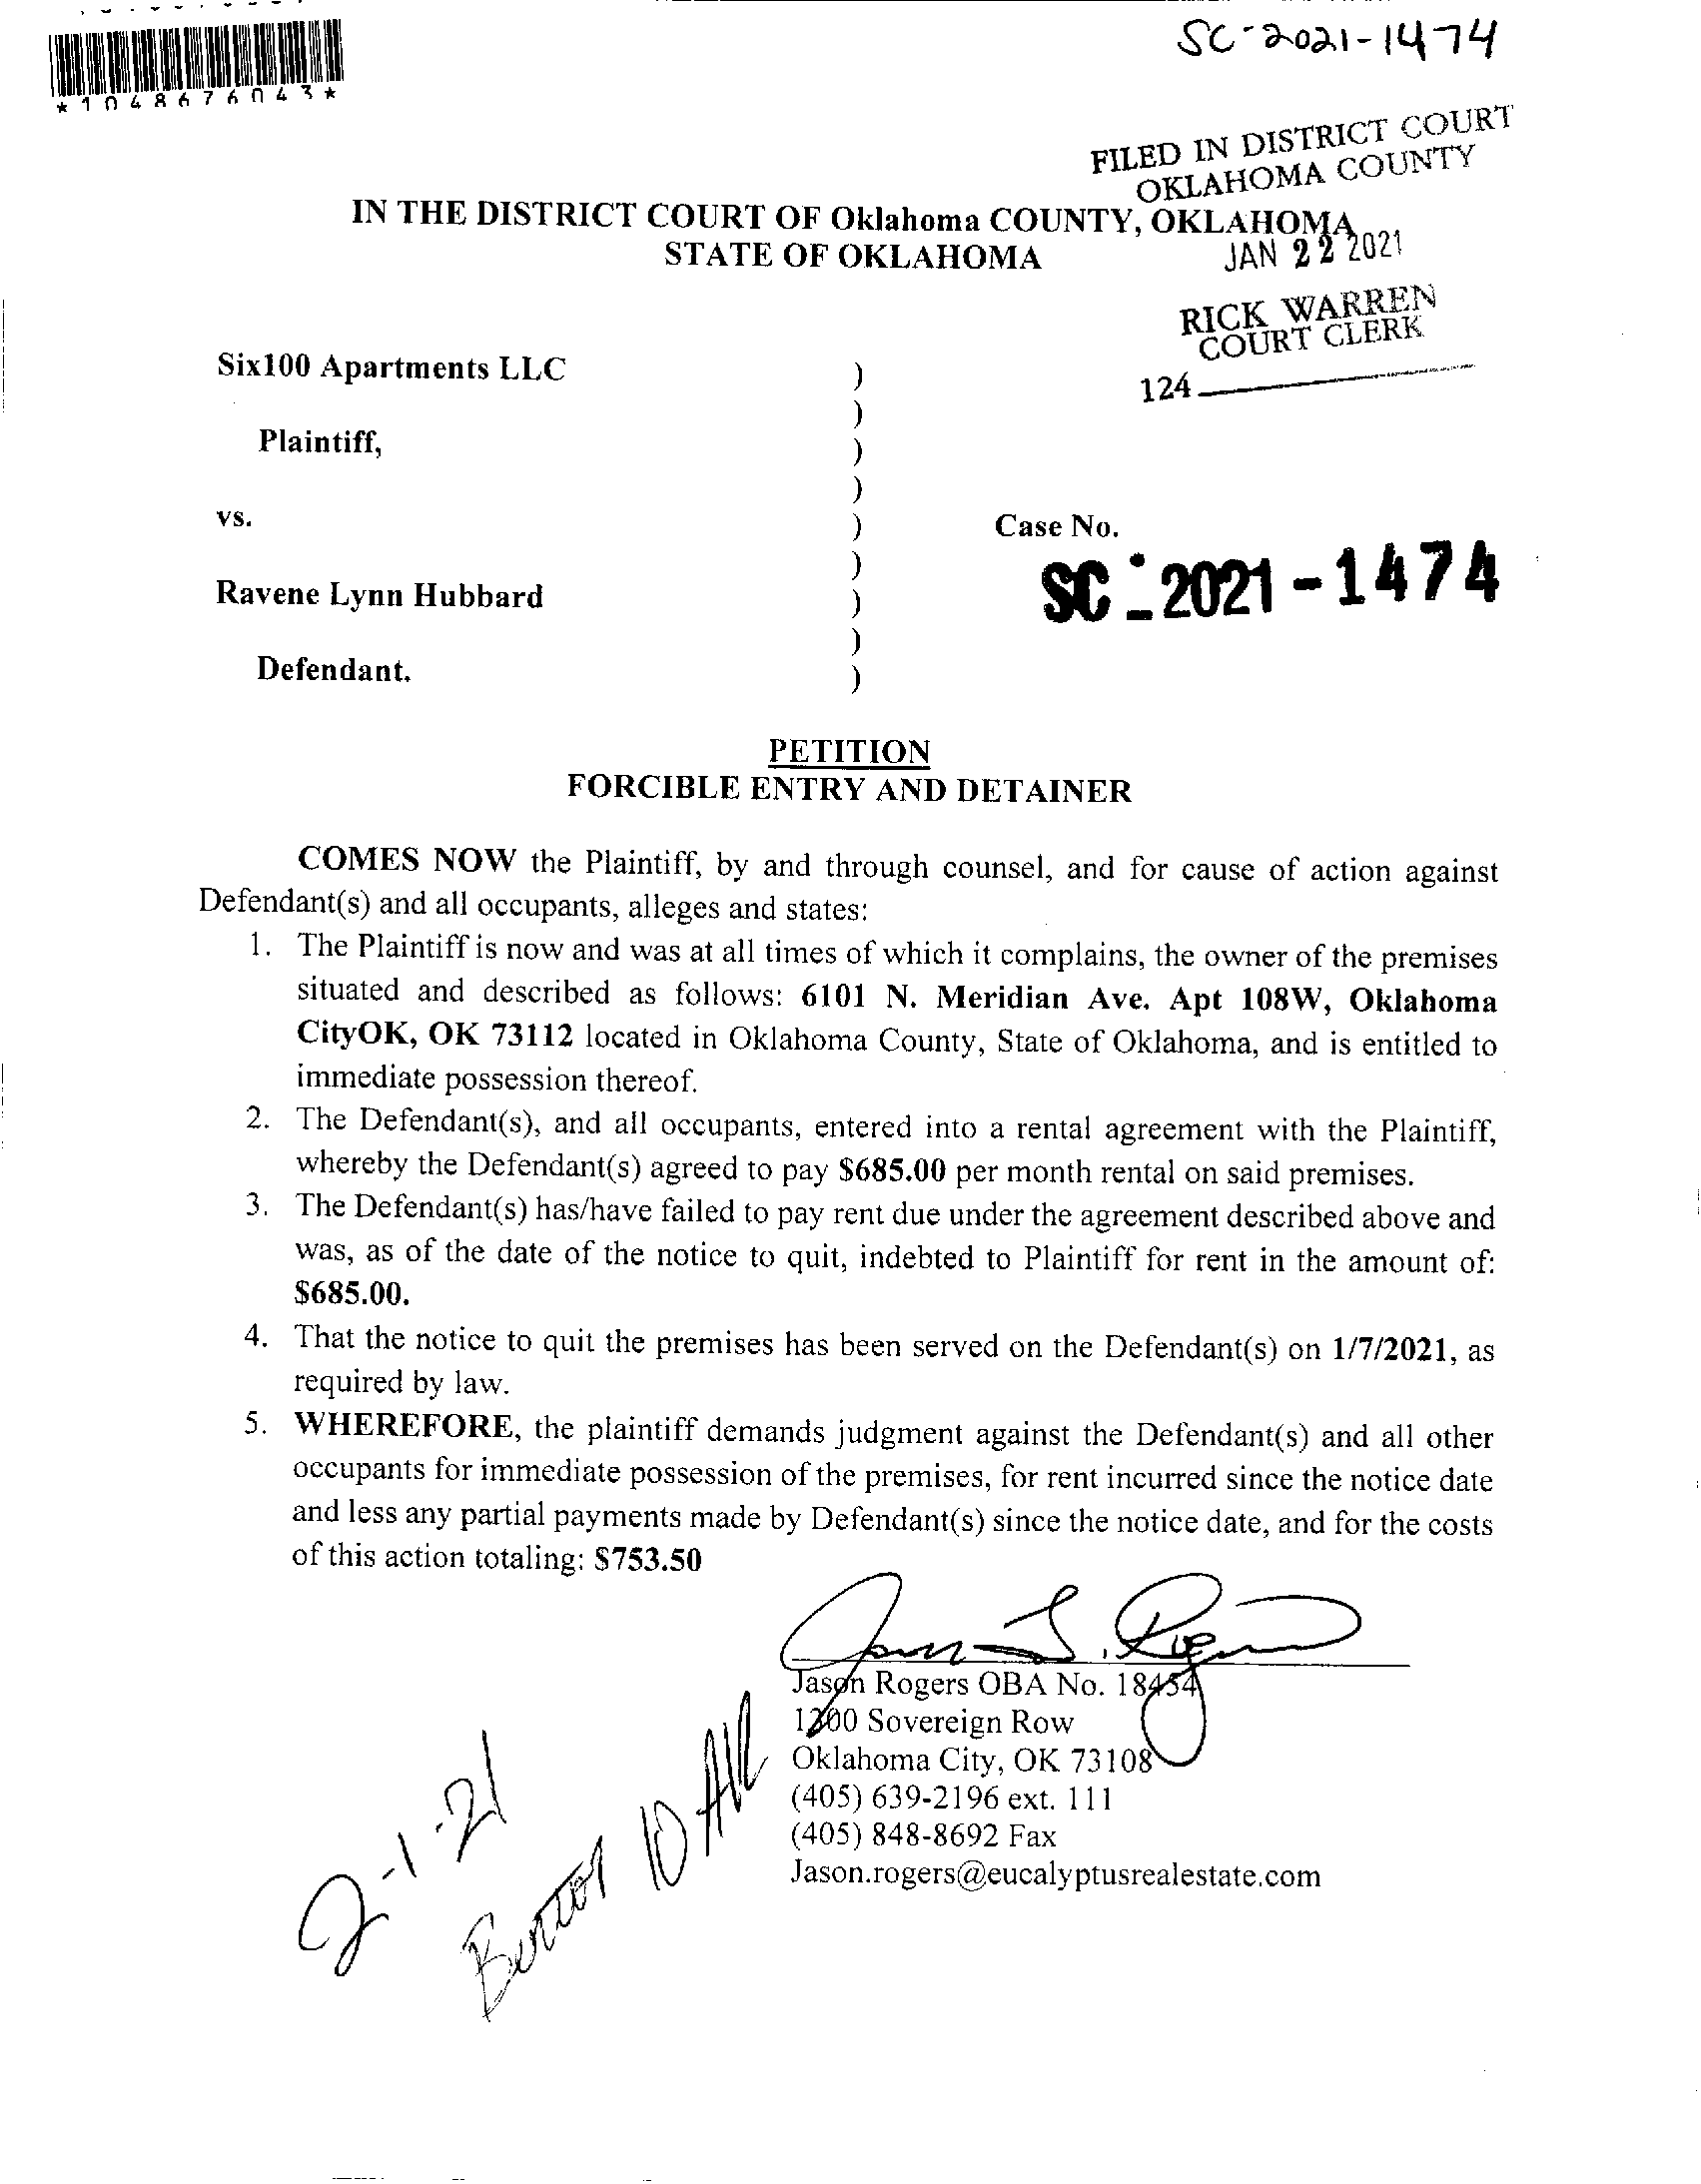 SC-2021-1474
*1048676043*
FILED IN DISTRICT COURT
OKLAHOMA COUNTY
IN THE DISTRICT COURT OF Oklahoma COUNTY, OKLAHOMA
STATE OF OKLAHOMA
JAN 22 2021
RICK WARREN
COURT CLERK
124
Six100 Apartments LLC )
)
Plaintiff, )
)
vs. ) Case No.
) SC - 2021 - 1474
Ravene Lynn Hubbard )
)
Defendant. )
PETITION
FORCIBLE ENTRY AND DETAINER
COMES NOW the Plaintiff, by and through counsel, and for cause of action against
Defendant(s) and all occupants, alleges and states:
1. The Plaintiff is now and was at all times of which it complains, the owner of the premises
situated and described as follows: 6101 N. Meridian Ave. Apt 108W, Oklahoma
CityOK, OK 73112 located in Oklahoma County, State of Oklahoma, and is entitled to
immediate possession thereof.
2. The Defendant(s), and all occupants, entered into a rental agreement with the Plaintiff,
whereby the Defendant(s) agreed to pay $685.00 per month rental on said premises.
3. The Defendant(s) has/have failed to pay rent due under the agreement described above and
was, as of the date of the notice to quit, indebted to Plaintiff for rent in the amount of:
$685.00.
4. That the notice to quit the premises has been served on the Defendant(s) on 1/7/2021, as
required by law.
5. WHEREFORE, the plaintiff demands judgment against the Defendant(s) and all other
occupants for immediate possession of the premises, for rent incurred since the notice date
and less any partial payments made by Defendant(s) since the notice date, and for the costs
of this action totaling: $753.50
Jason Rogers OBA No. 18454
1200 Sovereign Row
Oklahoma City, OK 73108
(405) 639-2196 ext. 111
(405) 848-8692 Fax
Jason.rogers@eucalyptusrealestate.com
2-1-21
10 AM